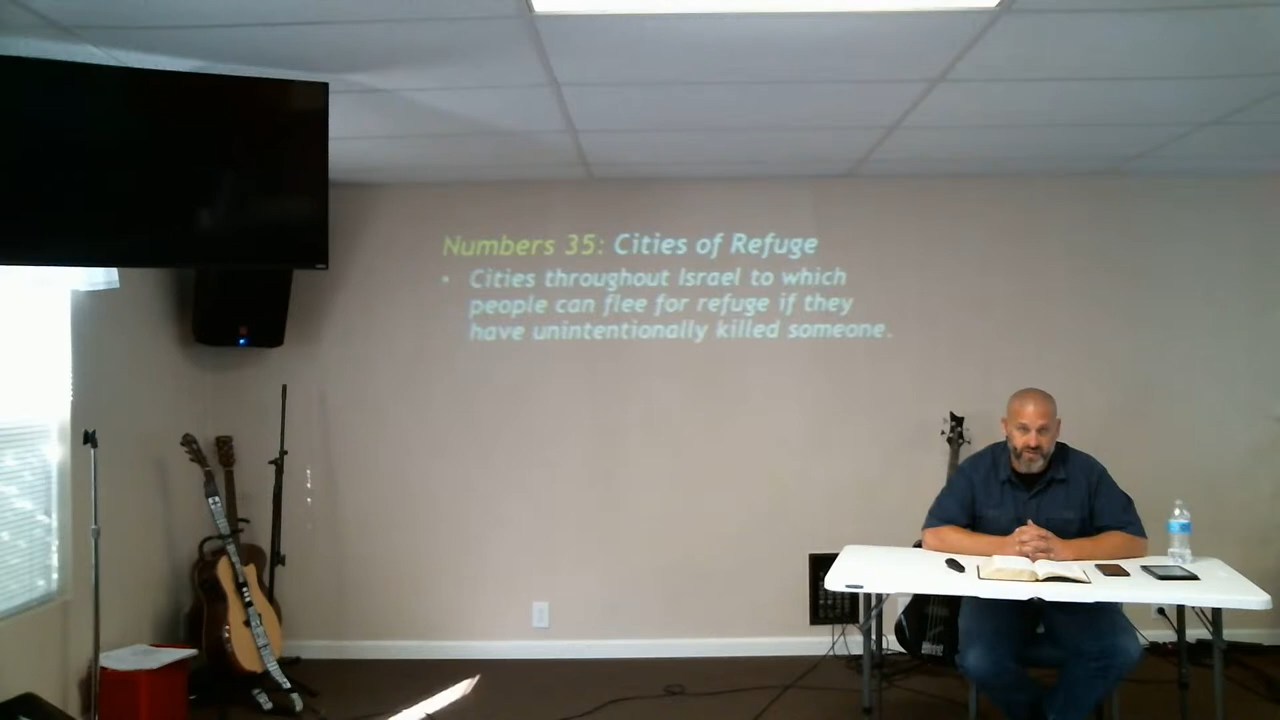 Numbers 35: Cities of Refuge
• Cities throughout Israel to which
people can flee for refuge if they
have unintentionally killed someone.